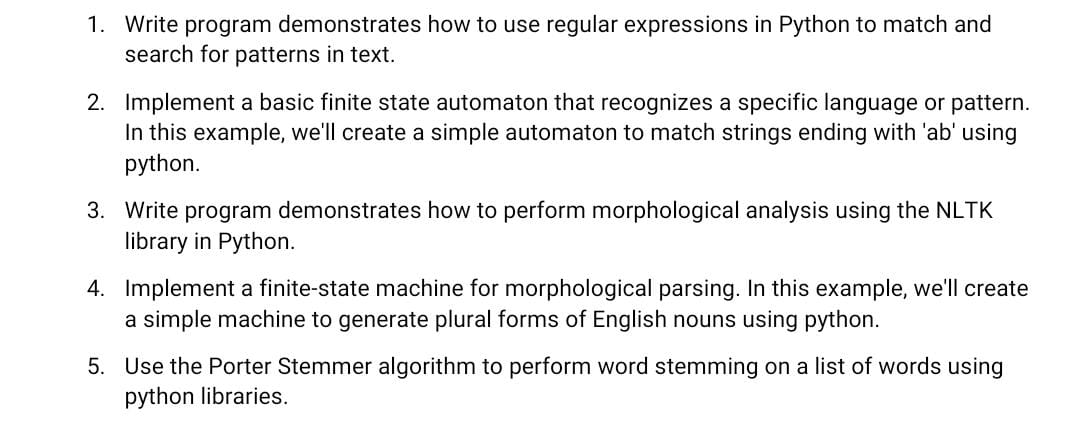 1. Write program demonstrates how to use regular expressions in Python to match and
search for patterns in text.
2. Implement a basic finite state automaton that recognizes a specific language or pattern.
In this example, we'll create a simple automaton to match strings ending with 'ab' using
python.
3. Write program demonstrates how to perform morphological analysis using the NLTK
library in Python.
4. Implement a finite-state machine for morphological parsing. In this example, we'll create
a simple machine to generate plural forms of English nouns using python.
5. Use the Porter Stemmer algorithm to perform word stemming on a list of words using
python libraries.